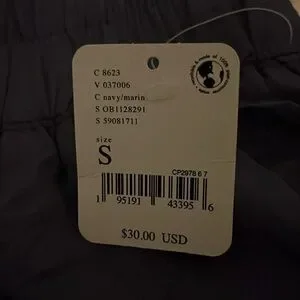 C 8623
V 037006
C navy/marin
S OB1128291
S 59081711
size
S
CP2978 6 7
1 95191 43395 6
$30.00 USD